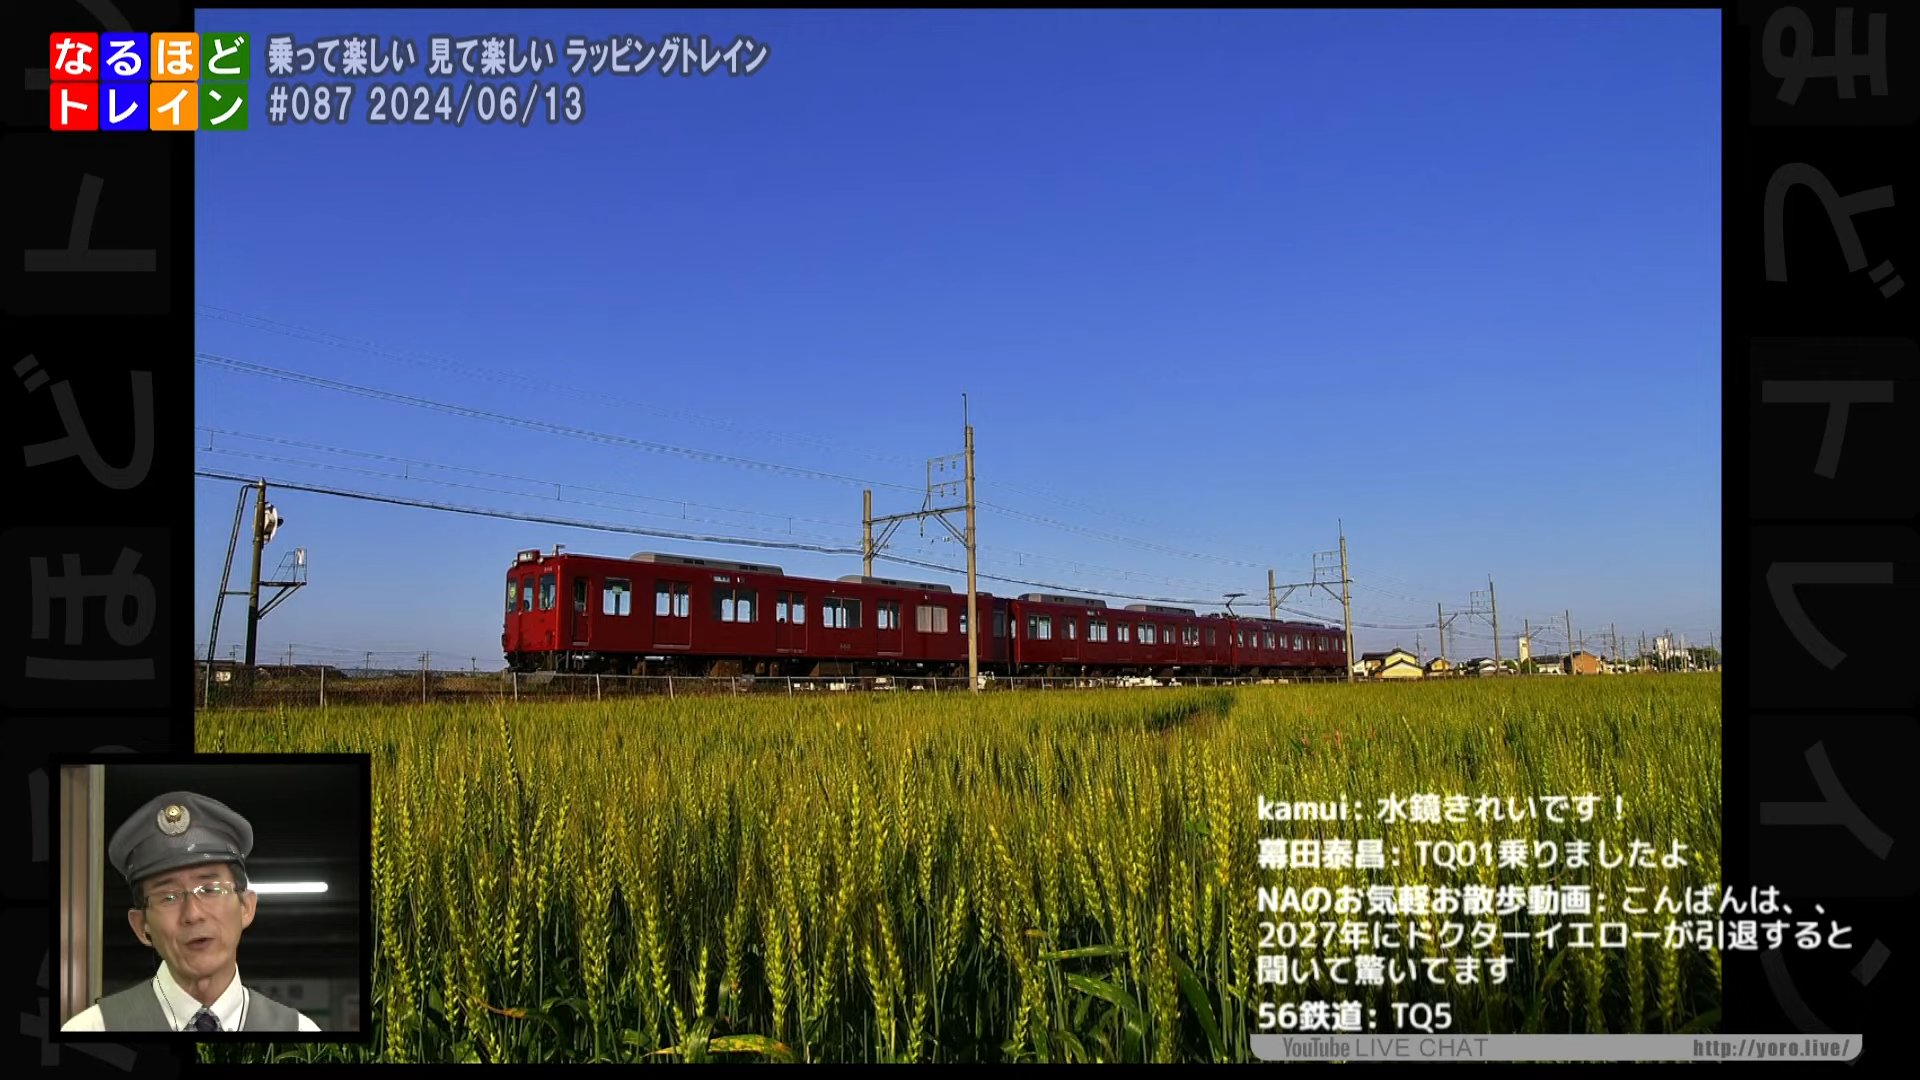 なるほど
トレイン
乗って楽しい 見て楽しい ラッピングトレイン
#087 2024/06/13
kamui: 水鏡きれいです！
幕田泰昌: TQ01乗りましたよ
NAのお気軽お散歩動画: こんばんは、、
2027年にドクターイエローが引退すると
聞いて驚いてます
56鉄道: TQ5
YouTube LIVE CHAT
http://yoro.live/